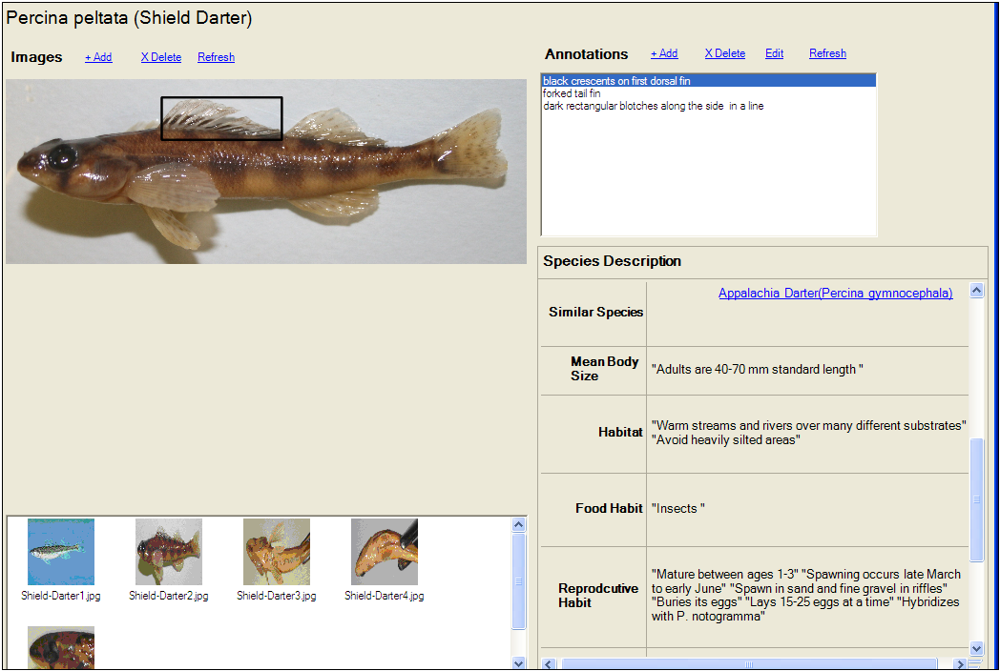 Percina peltata (Shield Darter)
Images + Add X Delete Refresh
Annotations + Add X Delete Edit Refresh
black crescents on first dorsal fin
forked tail fin
dark rectangular blotches along the side in a line
Species Description
Similar Species
Appalachia Darter(Percina gymnocephala)
Mean Body
Size
"Adults are 40-70 mm standard length "
Habitat
"Warm streams and rivers over many different substrates"
"Avoid heavily silted areas"
Food Habit
"Insects "
Reprodcutive
Habit
"Mature between ages 1-3" "Spawning occurs late March
to early June" "Spawn in sand and fine gravel in riffles"
"Buries its eggs" "Lays 15-25 eggs at a time" "Hybridizes
with P. notogramma"
Shield-Darter1.jpg
Shield-Darter2.jpg
Shield-Darter3.jpg
Shield-Darter4.jpg